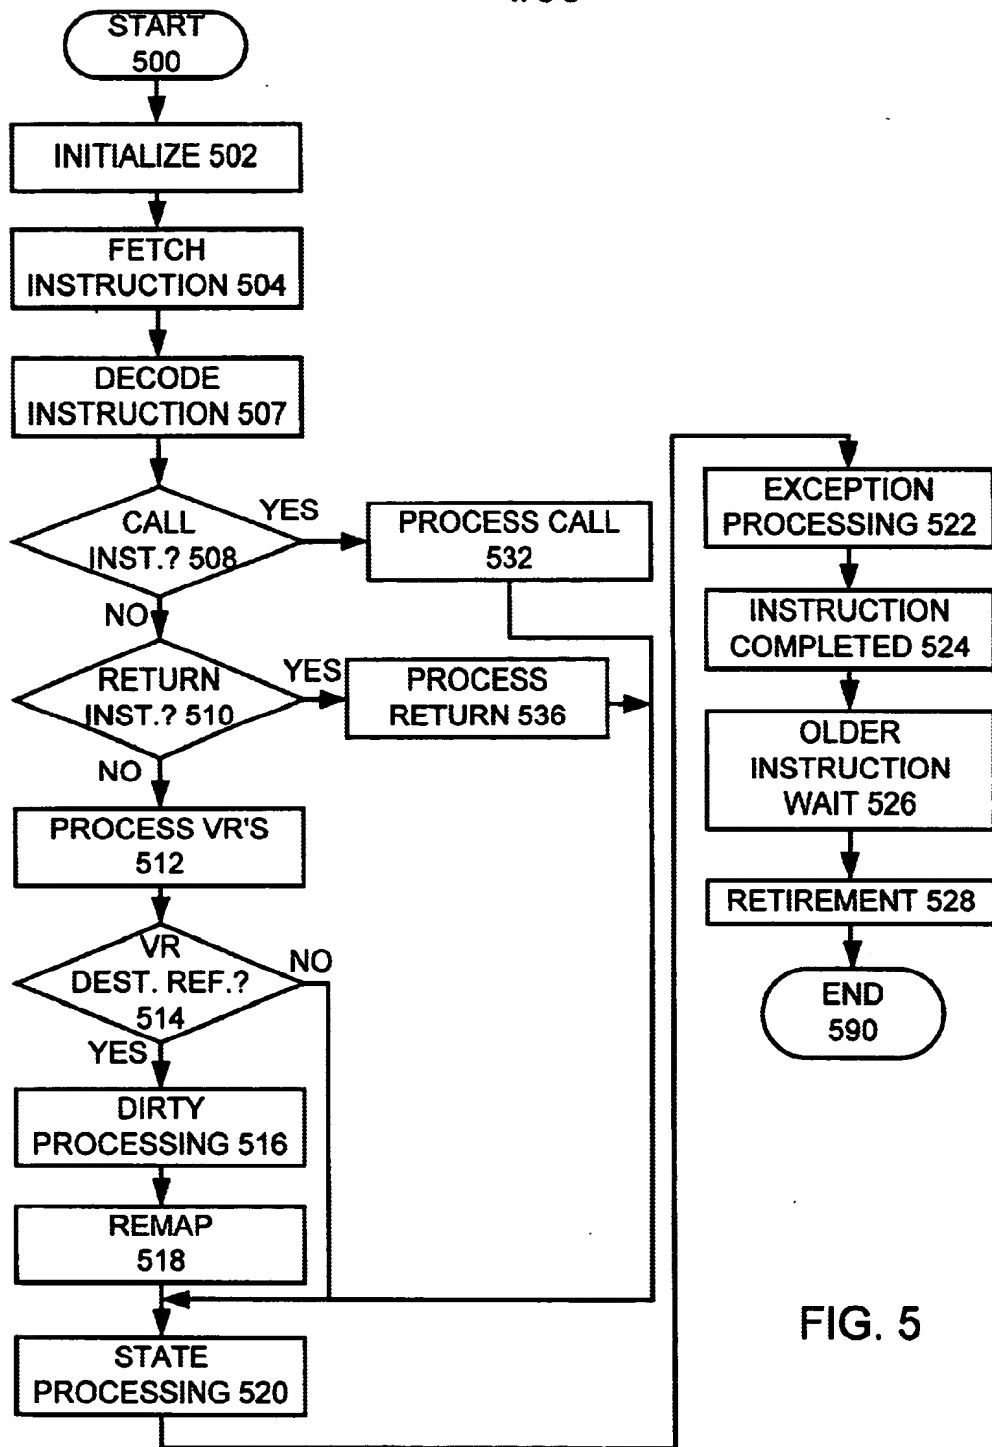 START
500
INITIALIZE 502
FETCH
INSTRUCTION 504
DECODE
INSTRUCTION 507
CALL
INST.? 508
YES
PROCESS CALL
532
NO
RETURN
INST.? 510
YES
PROCESS
RETURN 536
NO
PROCESS VR'S
512
VR
DEST. REF.?
514
NO
YES
DIRTY
PROCESSING 516
REMAP
518
STATE
PROCESSING 520
EXCEPTION
PROCESSING 522
INSTRUCTION
COMPLETED 524
OLDER
INSTRUCTION
WAIT 526
RETIREMENT 528
END
590
FIG. 5